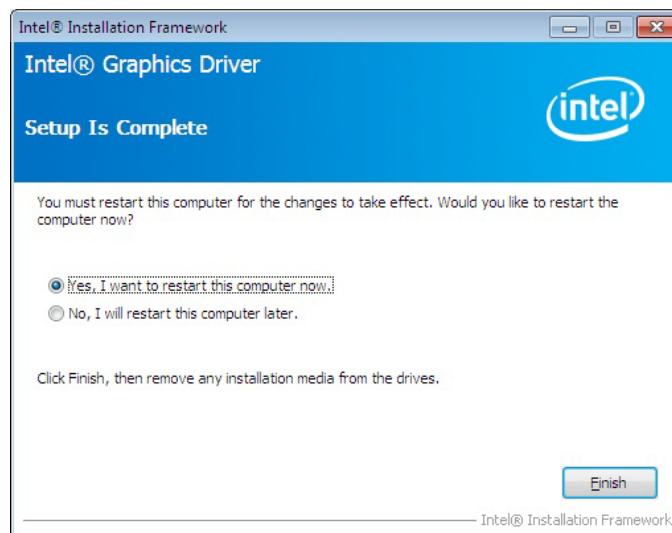 Intel® Installation Framework
Intel® Graphics Driver
intel
Setup Is Complete
You must restart this computer for the changes to take effect. Would you like to restart the
computer now?
Yes, I want to restart this computer now.
No, I will restart this computer later.
Click Finish, then remove any installation media from the drives.
Finish
Intel® Installation Framework